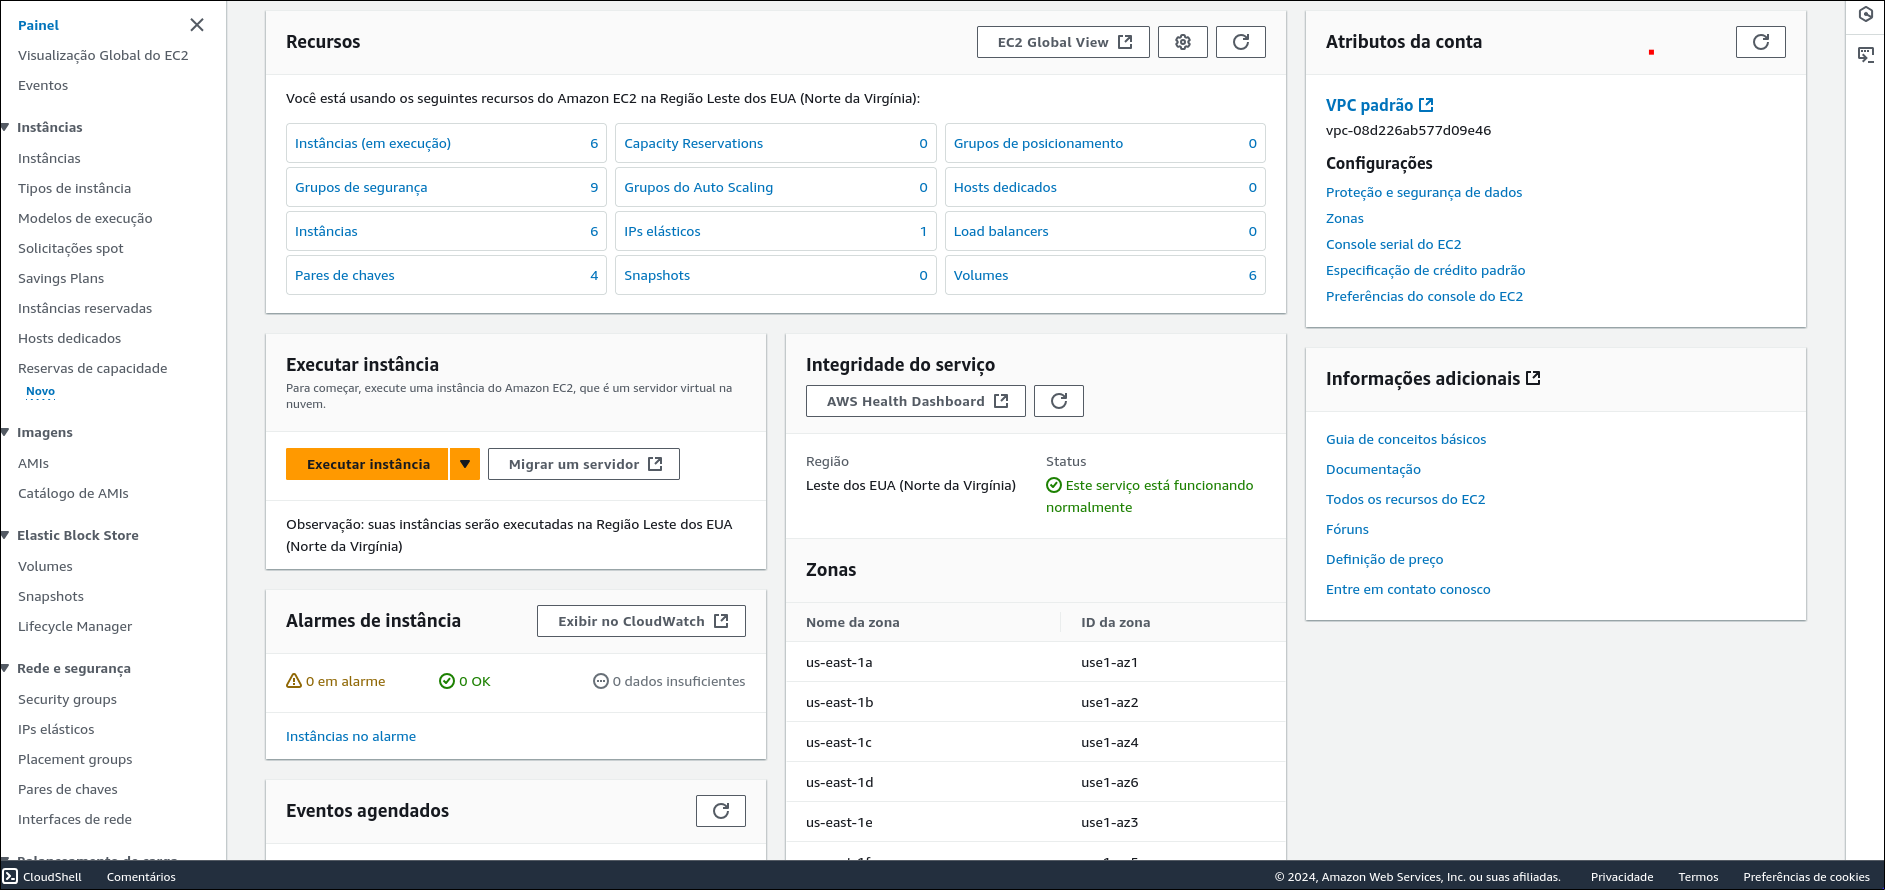 Painel
Visualização Global do EC2
Eventos
Instâncias
Instâncias
Tipos de instância
Modelos de execução
Solicitações spot
Savings Plans
Instâncias reservadas
Hosts dedicados
Reservas de capacidade
Novo
Imagens
AMIs
Catálogo de AMIs
Elastic Block Store
Volumes
Snapshots
Lifecycle Manager
Rede e segurança
Security groups
IPs elásticos
Placement groups
Pares de chaves
Interfaces de rede
Recursos
EC2 Global View
Você está usando os seguintes recursos do Amazon EC2 na Região Leste dos EUA (Norte da Virgínia):
Instâncias (em execução) 6
Capacity Reservations 0
Grupos de posicionamento 0
Grupos de segurança 9
Grupos do Auto Scaling 0
Hosts dedicados 0
Instâncias 6
IPs elásticos 1
Load balancers 0
Pares de chaves 4
Snapshots 0
Volumes 6
Executar instância
Para começar, execute uma instância do Amazon EC2, que é um servidor virtual na
nuvem.
Executar instância
Migrar um servidor
Observação: suas instâncias serão executadas na Região Leste dos EUA
(Norte da Virgínia)
Alarmes de instância
Exibir no CloudWatch
0 em alarme
0 OK
0 dados insuficientes
Instâncias no alarme
Eventos agendados
Integridade do serviço
AWS Health Dashboard
Região
Leste dos EUA (Norte da Virgínia)
Status
Este serviço está funcionando
normalmente
Zonas
Nome da zona ID da zona
us-east-1a use1-az1
us-east-1b use1-az2
us-east-1c use1-az4
us-east-1d use1-az6
us-east-1e use1-az3
Atributos da conta
VPC padrão
vpc-08d226ab577d09e46
Configurações
Proteção e segurança de dados
Zonas
Console serial do EC2
Especificação de crédito padrão
Preferências do console do EC2
Informações adicionais
Guia de conceitos básicos
Documentação
Todos os recursos do EC2
Fóruns
Definição de preço
Entre em contato conosco
CloudShell
Comentários
© 2024, Amazon Web Services, Inc. ou suas afiliadas.
Privacidade
Termos
Preferências de cookies